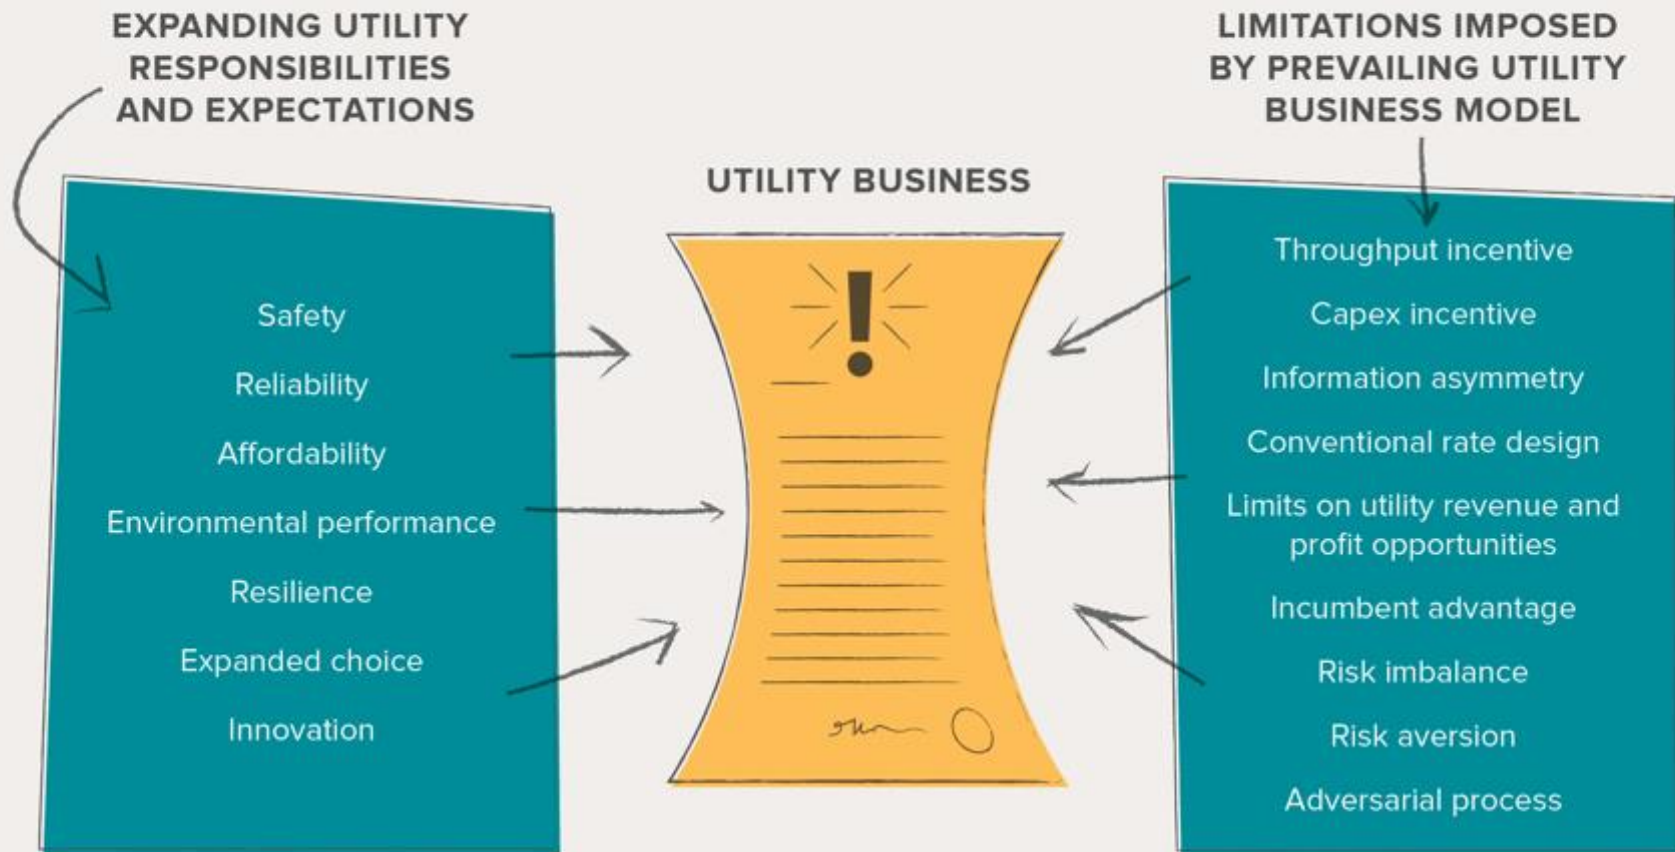 EXPANDING UTILITY
RESPONSIBILITIES
AND EXPECTATIONS
Safety
Reliability
Affordability
Environmental performance
Resilience
Expanded choice
Innovation
UTILITY BUSINESS
!
LIMITATIONS IMPOSED
BY PREVAILING UTILITY
BUSINESS MODEL
Throughput incentive
Capex incentive
Information asymmetry
Conventional rate design
Limits on utility revenue and
profit opportunities
Incumbent advantage
Risk imbalance
Risk aversion
Adversarial process